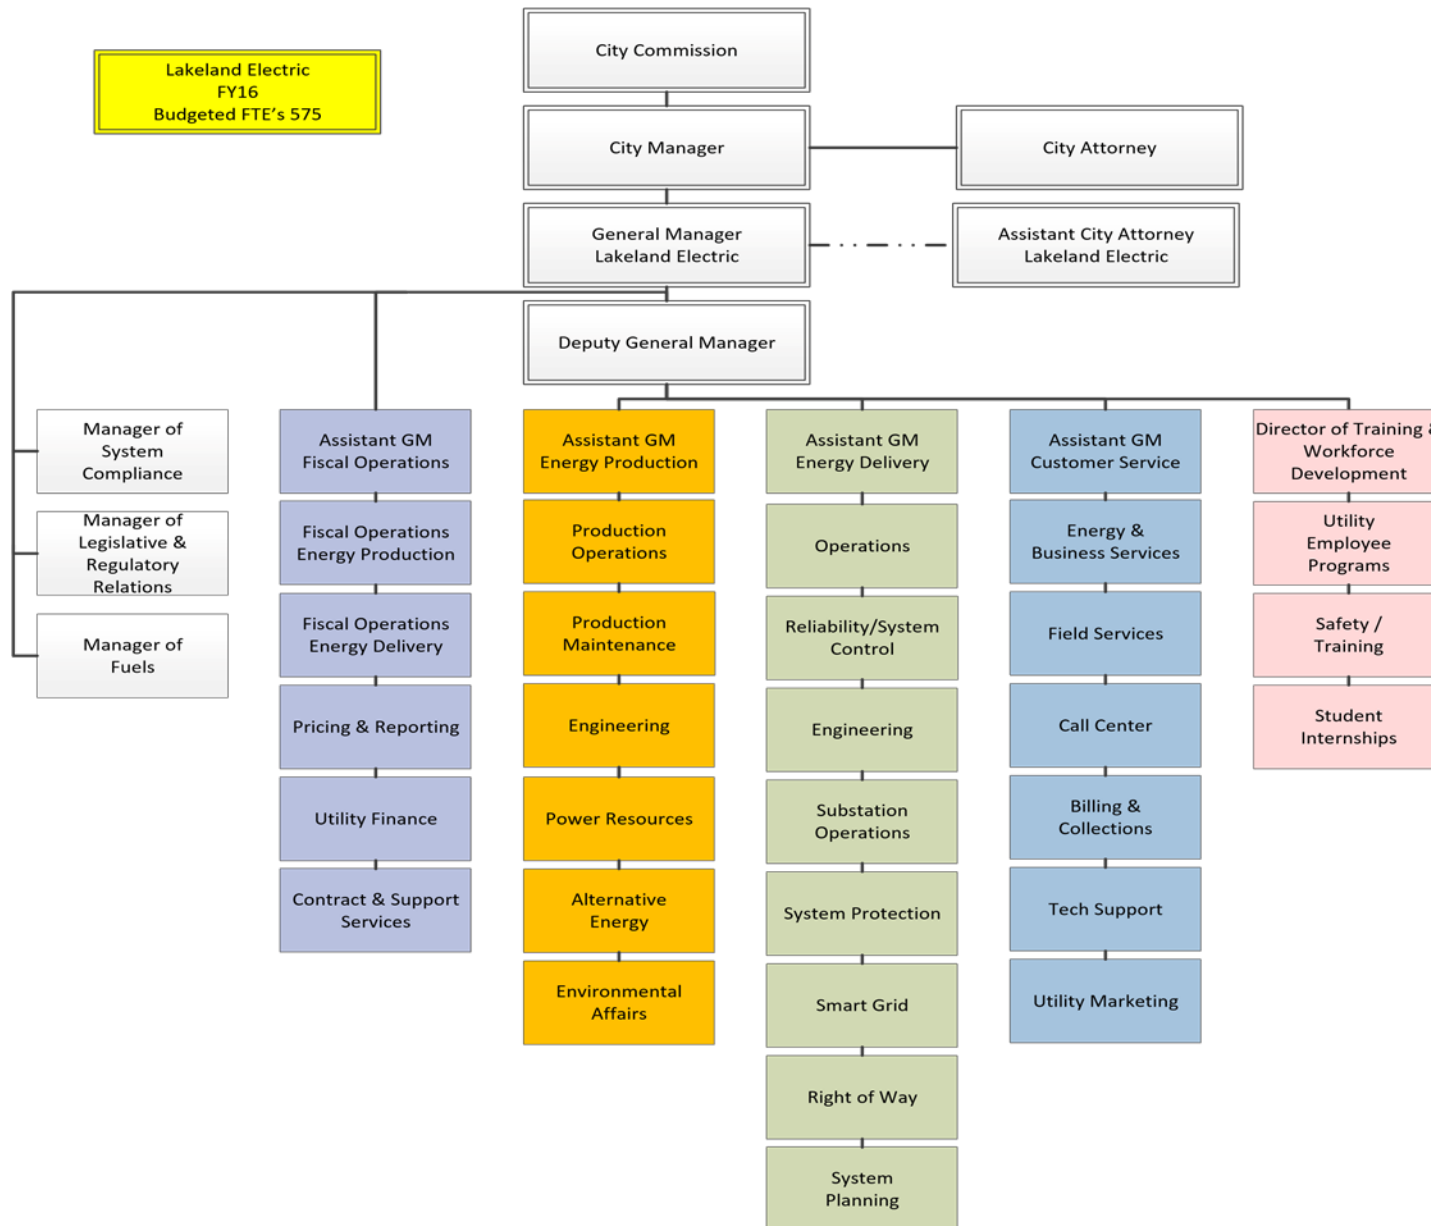 Lakeland Electric
FY16
Budgeted FTE's 575
City Commission
City Manager
City Attorney
General Manager
Lakeland Electric
Assistant City Attorney
Lakeland Electric
Deputy General Manager
Manager of
System
Compliance
Manager of
Legislative &
Regulatory
Relations
Manager of
Fuels
Assistant GM
Fiscal Operations
Fiscal Operations
Energy Production
Fiscal Operations
Energy Delivery
Pricing & Reporting
Utility Finance
Contract & Support
Services
Assistant GM
Energy Production
Production
Operations
Production
Maintenance
Engineering
Power Resources
Alternative
Energy
Environmental
Affairs
Assistant GM
Energy Delivery
Operations
Reliability/System
Control
Engineering
Substation
Operations
System Protection
Smart Grid
Right of Way
System
Planning
Assistant GM
Customer Service
Energy &
Business Services
Field Services
Call Center
Billing &
Collections
Tech Support
Utility Marketing
Director of Training &
Workforce
Development
Utility
Employee
Programs
Safety /
Training
Student
Internships